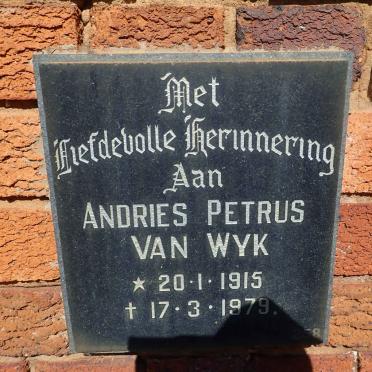 Met
Liefdevolle Herinnering
Aan
ANDRIES PETRUS
VAN WYK
★ 20·1·1915
† 17·3·1979.